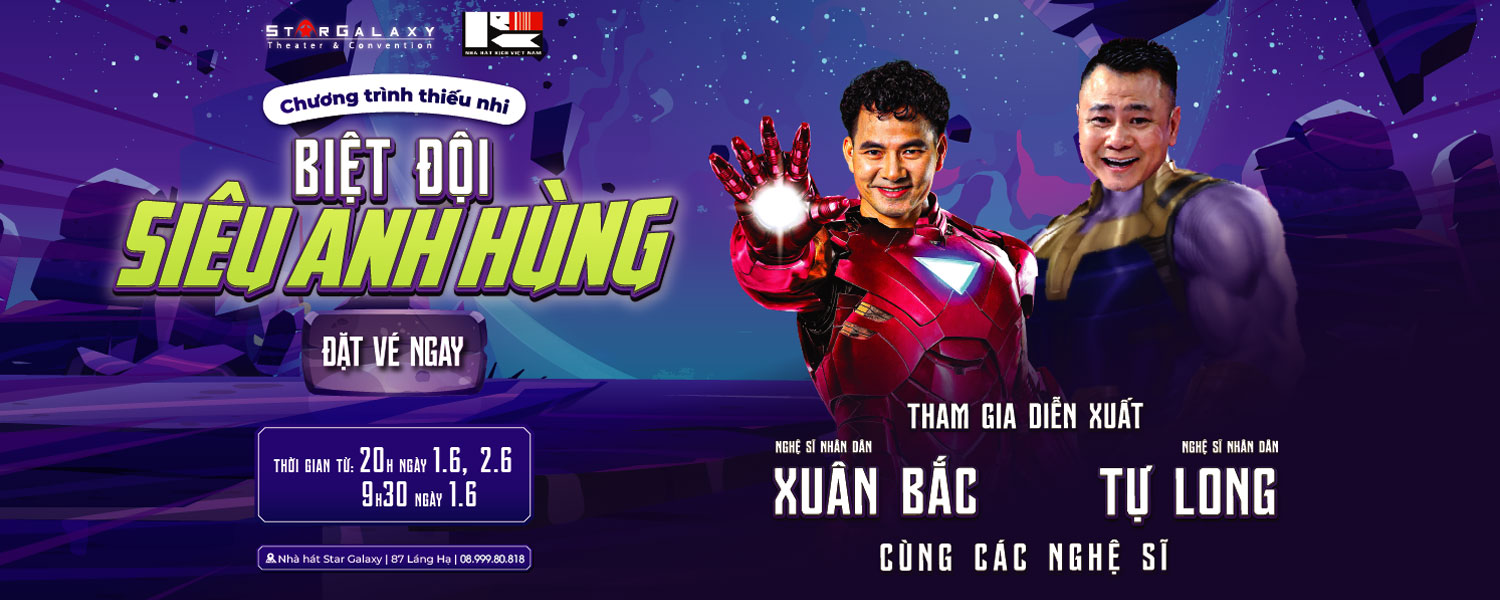 STARGALAXY
Theater & Convention
NHÀ HÁT KỊCH VIỆT NAM
Chương trình thiếu nhi
BIỆT ĐỘI
SIÊU ANH HÙNG
ĐẶT VÉ NGAY
THỜI GIAN TỪ: 20H NGÀY 1.6, 2.6
9H30 NGÀY 1.6
Nhà hát Star Galaxy | 87 Láng Hạ | 08.999.80.818
THAM GIA DIỄN XUẤT
NGHỆ SĨ NHÂN DÂN
XUÂN BẮC
NGHỆ SĨ NHÂN DÂN
TỰ LONG
CÙNG CÁC NGHỆ SĨ